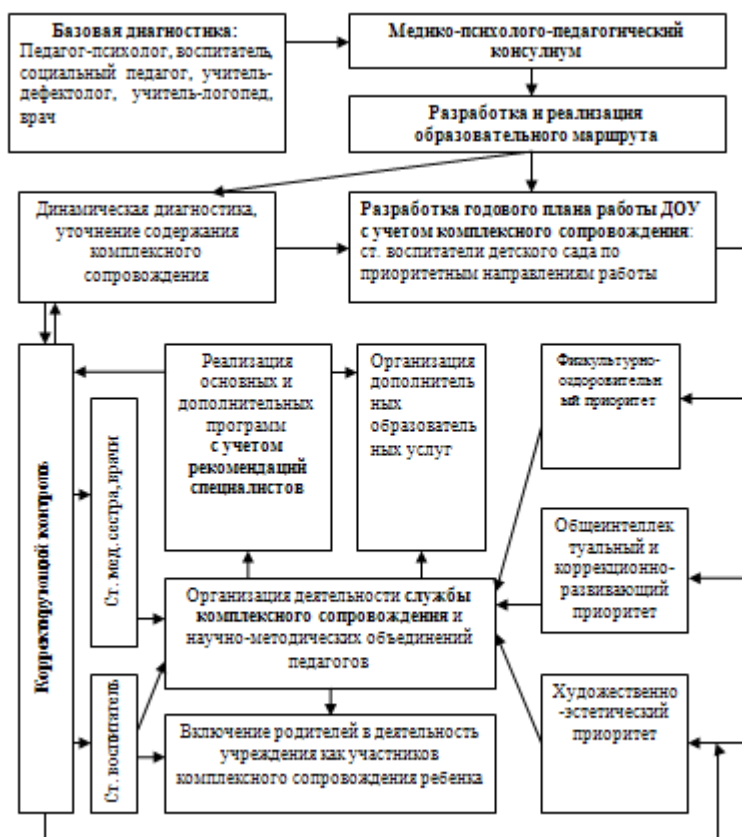 Базовая диагностика:
Педагог-психолог, воспитатель,
социальный педагог, учитель-
дефектолог, учитель-логопед,
врач
Медико-психолого-педагогический
консилиум
Разработка и реализация
образовательного маршрута
Динамическая диагностика,
уточнение содержания
комплексного
сопровождения
Разработка годового плана работы ДОУ
с учетом комплексного сопровождения:
ст. воспитатели детского сада по
приоритетным направлениям работы
Корректирующий контроль
Ст. мед. сестра, врачи
Ст. воспитатель
Реализация
основных и
дополнительных
программ
с учетом
рекомендаций
специалистов
Организация
дополнитель
ных
образователь
ных услуг
Физкультурно-
оздоровительн
ый приоритет
Общеинтеллек
туальный и
коррекционно-
развивающий
приоритет
Организация деятельности службы
комплексного сопровождения и
научно-методических объединений
педагогов
Художественно
-эстетический
приоритет
Включение родителей в деятельность
учреждения как участников
комплексного сопровождения ребенка